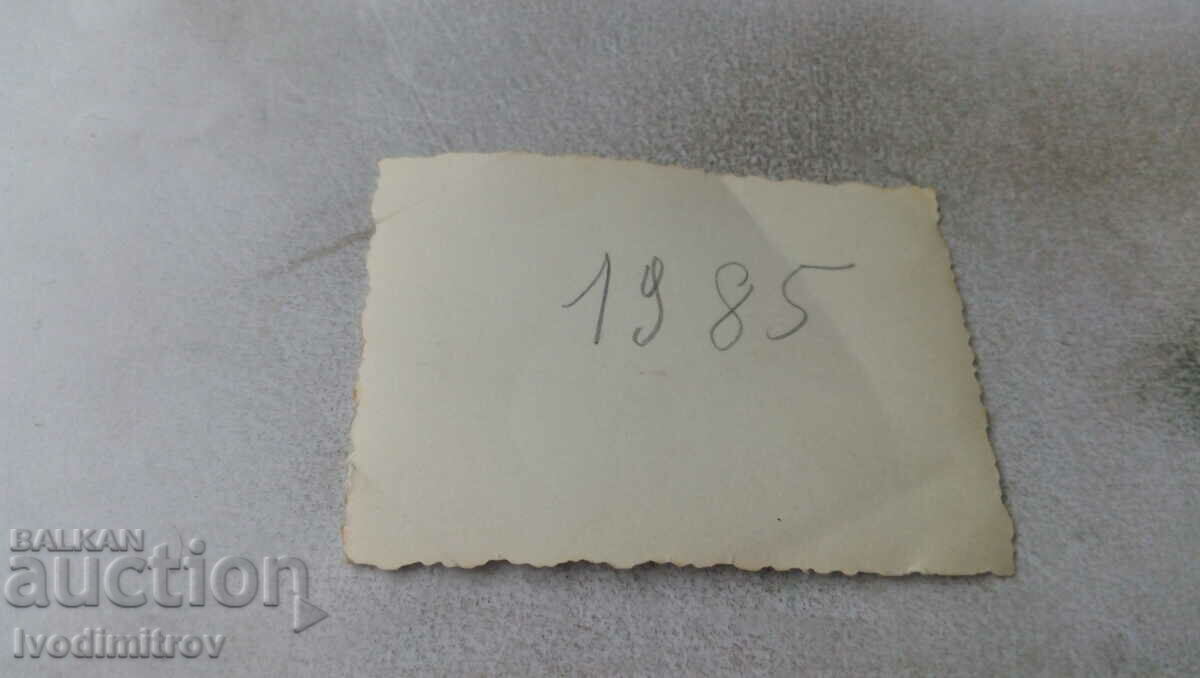 1985
BALKAN
auction
Ivodimitrov